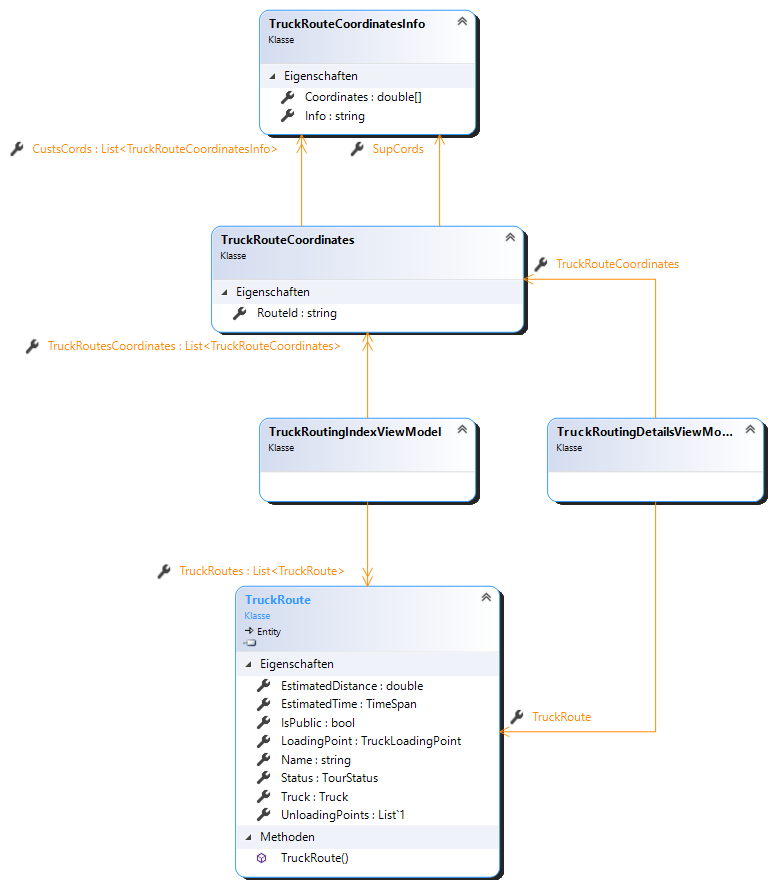 TruckRouteCoordinatesInfo
Klasse
Eigenschaften
Coordinates : double[]
Info : string
CustsCords : List<TruckRouteCoordinatesInfo>
SupCords
TruckRouteCoordinates
Klasse
Eigenschaften
RouteId : string
TruckRouteCoordinates
TruckRoutesCoordinates : List<TruckRouteCoordinates>
TruckRoutingIndexViewModel
Klasse
TruckRoutingDetailsViewMo...
Klasse
TruckRoutes : List<TruckRoute>
TruckRoute
Klasse
Entity
Eigenschaften
EstimatedDistance : double
EstimatedTime : TimeSpan
IsPublic : bool
LoadingPoint : TruckLoadingPoint
Name : string
Status : TourStatus
Truck : Truck
UnloadingPoints : List`1
Methoden
TruckRoute()
TruckRoute